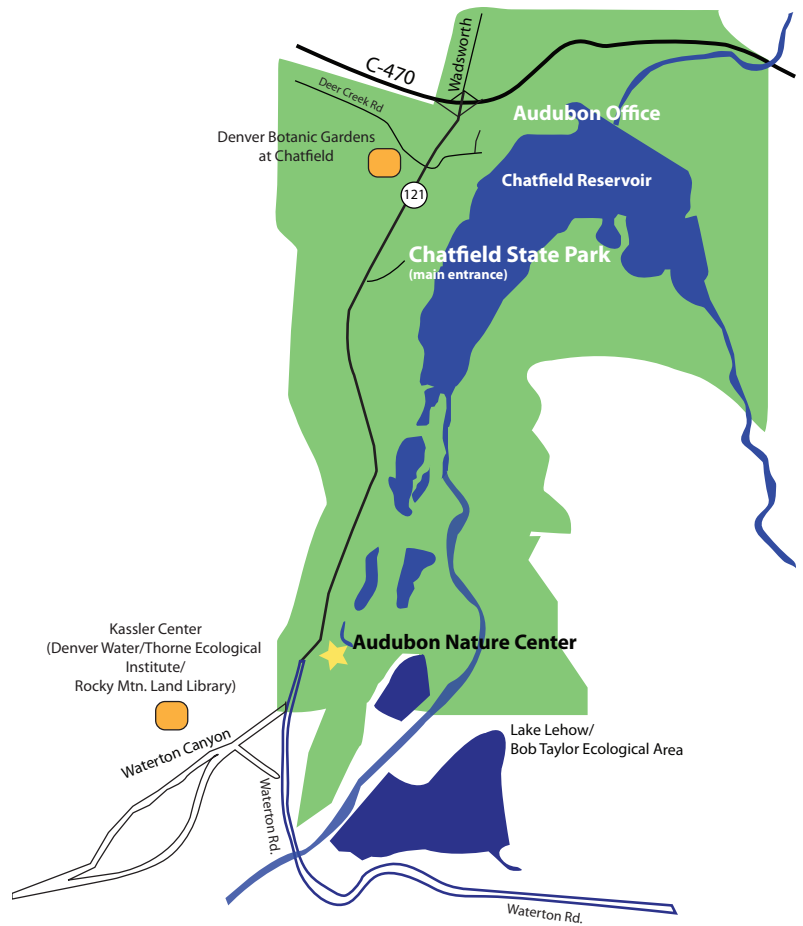 Wadsworth
C-470
Deer Creek Rd
Audubon Office
Denver Botanic Gardens
at Chatfield
Chatfield Reservoir
121
Chatfield State Park
(main entrance)
Kassler Center
(Denver Water/Thorne Ecological
Institute/
Rocky Mtn. Land Library)
Audubon Nature Center
Lake Lehow/
Bob Taylor Ecological Area
Waterton Canyon
Waterton Rd.
Waterton Rd.